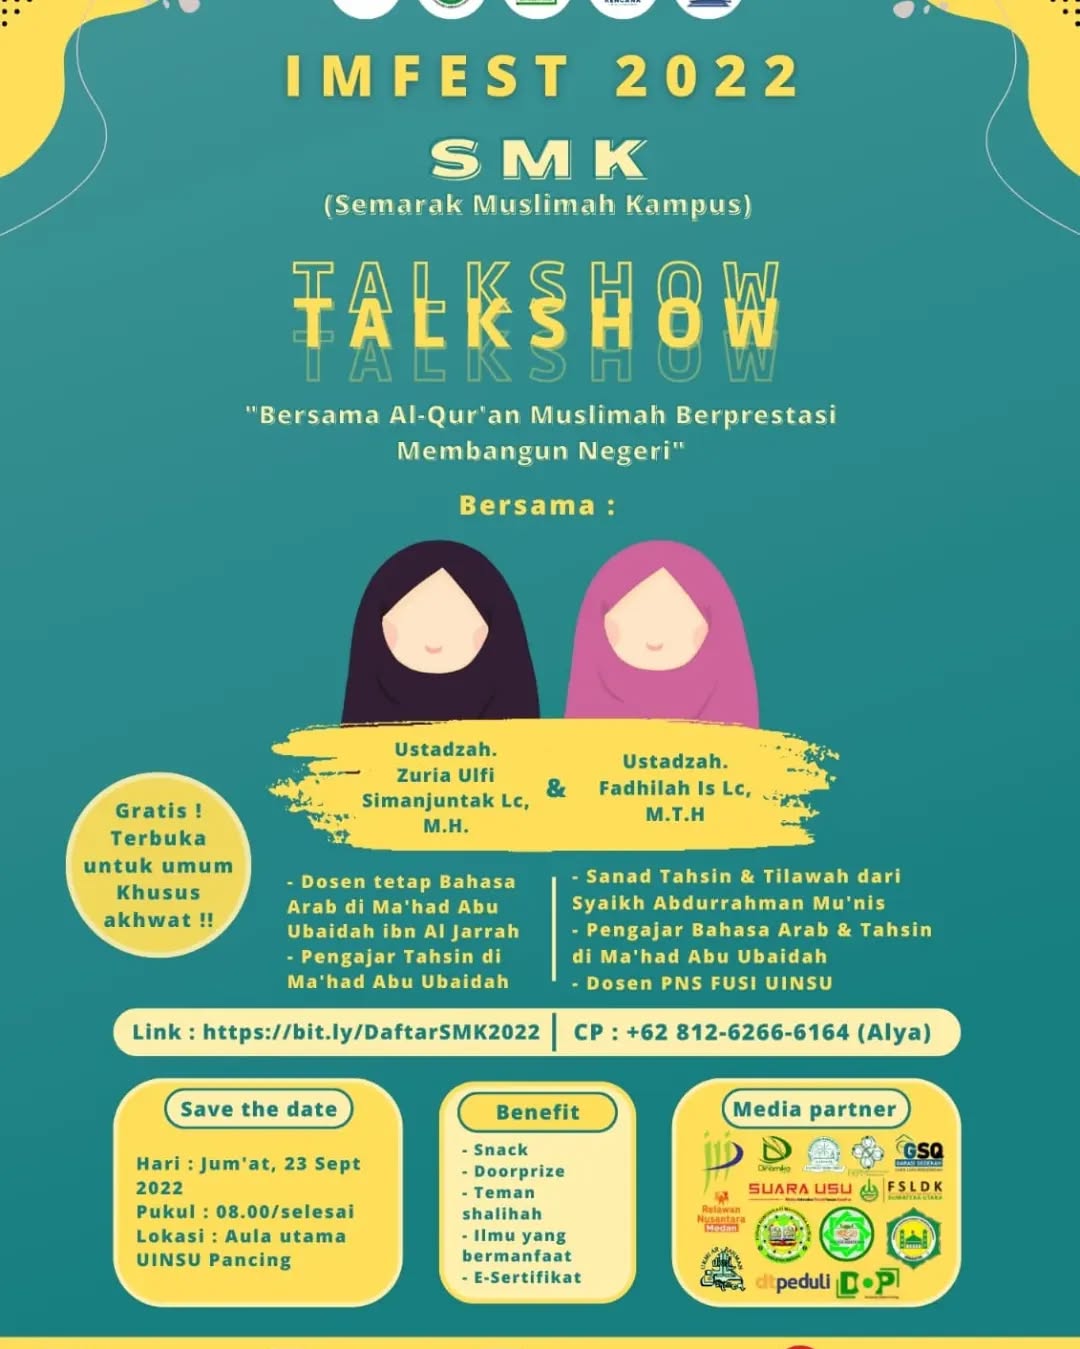 RENCANA
IMFEST 2022
SMK
(Semarak Muslimah Kampus)
TALKSHOW
TALKSHOW
TALKSHOW
"Bersama Al-Qur'an Muslimah Berprestasi
Membangun Negeri"
Bersama :
Ustadzah.
Zuria Ulfi
Simanjuntak Lc,
M.H.
&
Ustadzah.
Fadhilah Is Lc,
M.T.H
Gratis !
Terbuka
untuk umum
Khusus
akhwat !!
- Dosen tetap Bahasa
Arab di Ma'had Abu
Ubaidah ibn Al Jarrah
- Pengajar Tahsin di
Ma'had Abu Ubaidah
- Sanad Tahsin & Tilawah dari
Syaikh Abdurrahman Mu'nis
- Pengajar Bahasa Arab & Tahsin
di Ma'had Abu Ubaidah
- Dosen PNS FUSI UINSU
Link : https://bit.ly/DaftarSMK2022
CP : +62 812-6266-6164 (Alya)
Save the date
Hari : Jum'at, 23 Sept
2022
Pukul : 08.00/selesai
Lokasi : Aula utama
UINSU Pancing
Benefit
- Snack
- Doorprize
- Teman
shalihah
- Ilmu yang
bermanfaat
- E-Sertifikat
Media partner
Dinamika
GSQ
SUARA USU
FSLDK
Relawan
Nusantara
Medan
dtpeduli